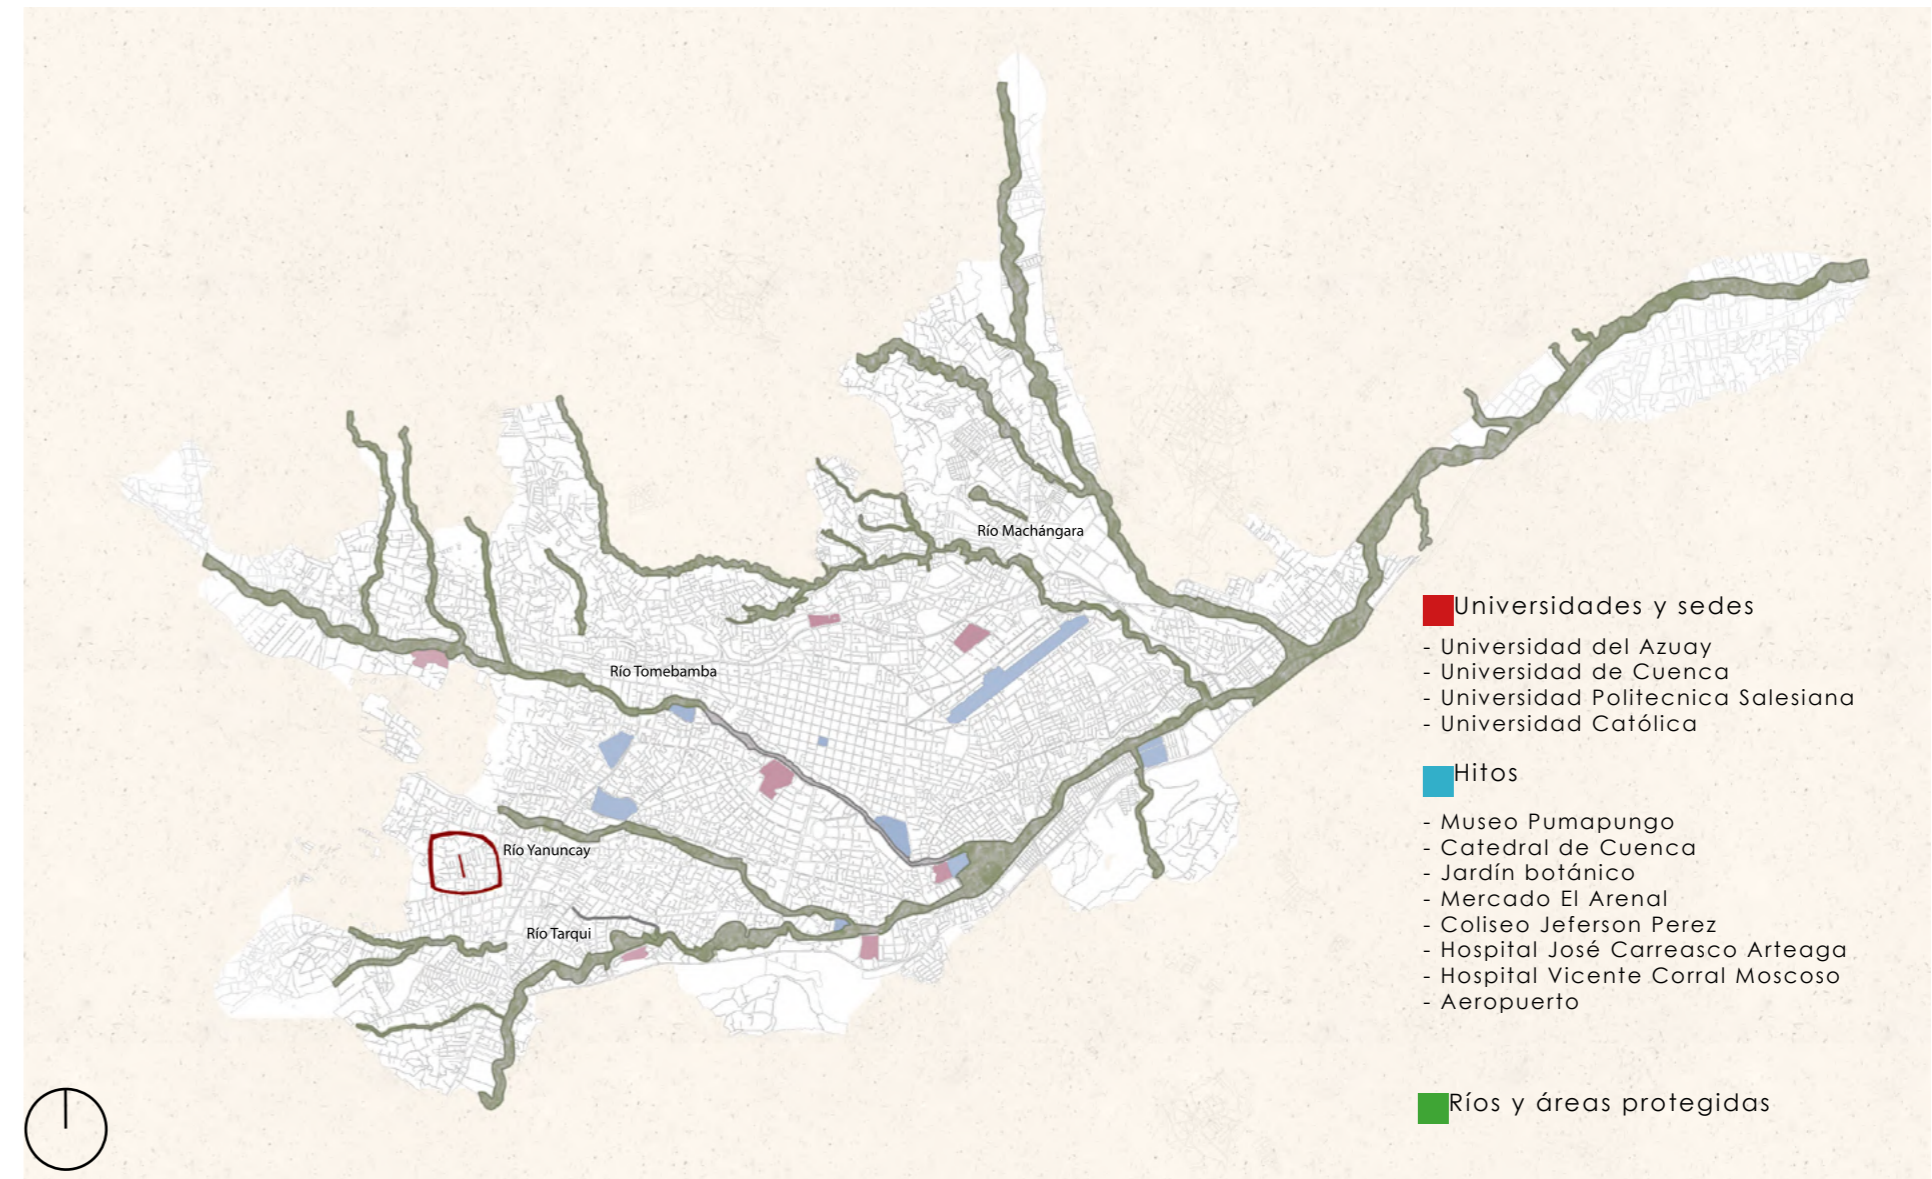 Río Machángara
Río Tomebamba
Río Yanuncay
Río Tarqui
Universidades y sedes
- Universidad del Azuay
- Universidad de Cuenca
- Universidad Politecnica Salesiana
- Universidad Católica
Hitos
- Museo Pumapungo
- Catedral de Cuenca
- Jardín botánico
- Mercado El Arenal
- Coliseo Jeferson Perez
- Hospital José Carreasco Arteaga
- Hospital Vicente Corral Moscoso
- Aeropuerto
Ríos y áreas protegidas